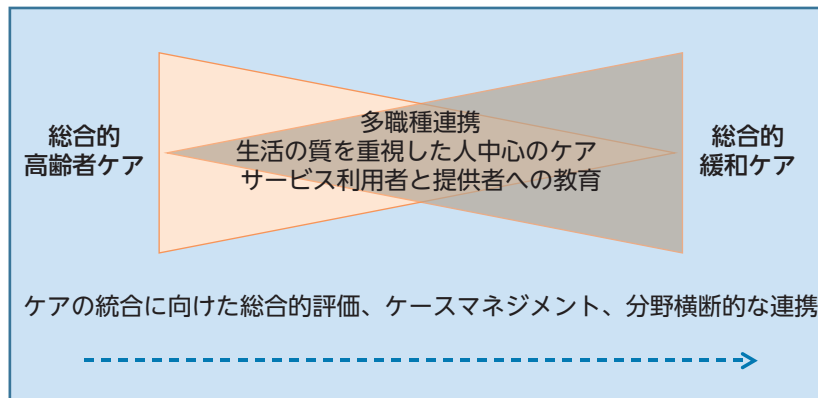 総合的
高齢者ケア
多職種連携
生活の質を重視した人中心のケア
サービス利用者と提供者への教育
総合的
緩和ケア
ケアの統合に向けた総合的評価、ケースマネジメント、分野横断的な連携